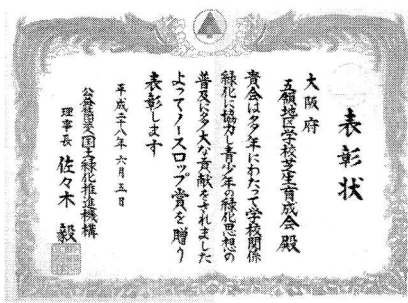 表彰状
大阪府
五領地区学校芝生育成会殿
貴会は多年にわたって学校関係
緑化に協力し青少年の緑化思想の
普及に多大な貢献をされました
よってノースロップ賞を贈り
表彰します
平成二十八年六月五日
公益社団法人国土緑化推進機構
理事長 佐々木 毅